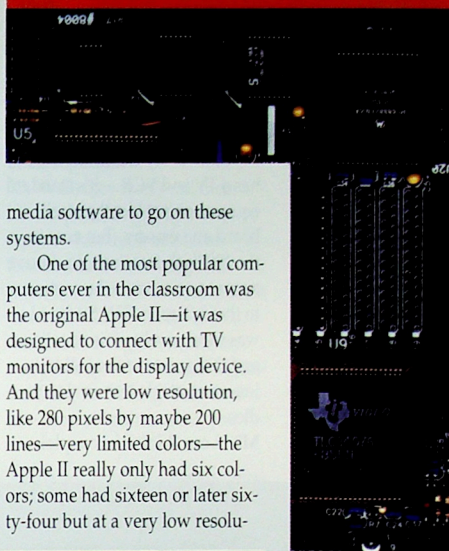 #8004
U5
media software to go on these
systems.
One of the most popular com-
puters ever in the classroom was
the original Apple II—it was
designed to connect with TV
monitors for the display device.
And they were low resolution,
like 280 pixels by maybe 200
lines—very limited colors—the
Apple II really only had six col-
ors; some had sixteen or later six-
ty-four but at a very low resolu-
U61